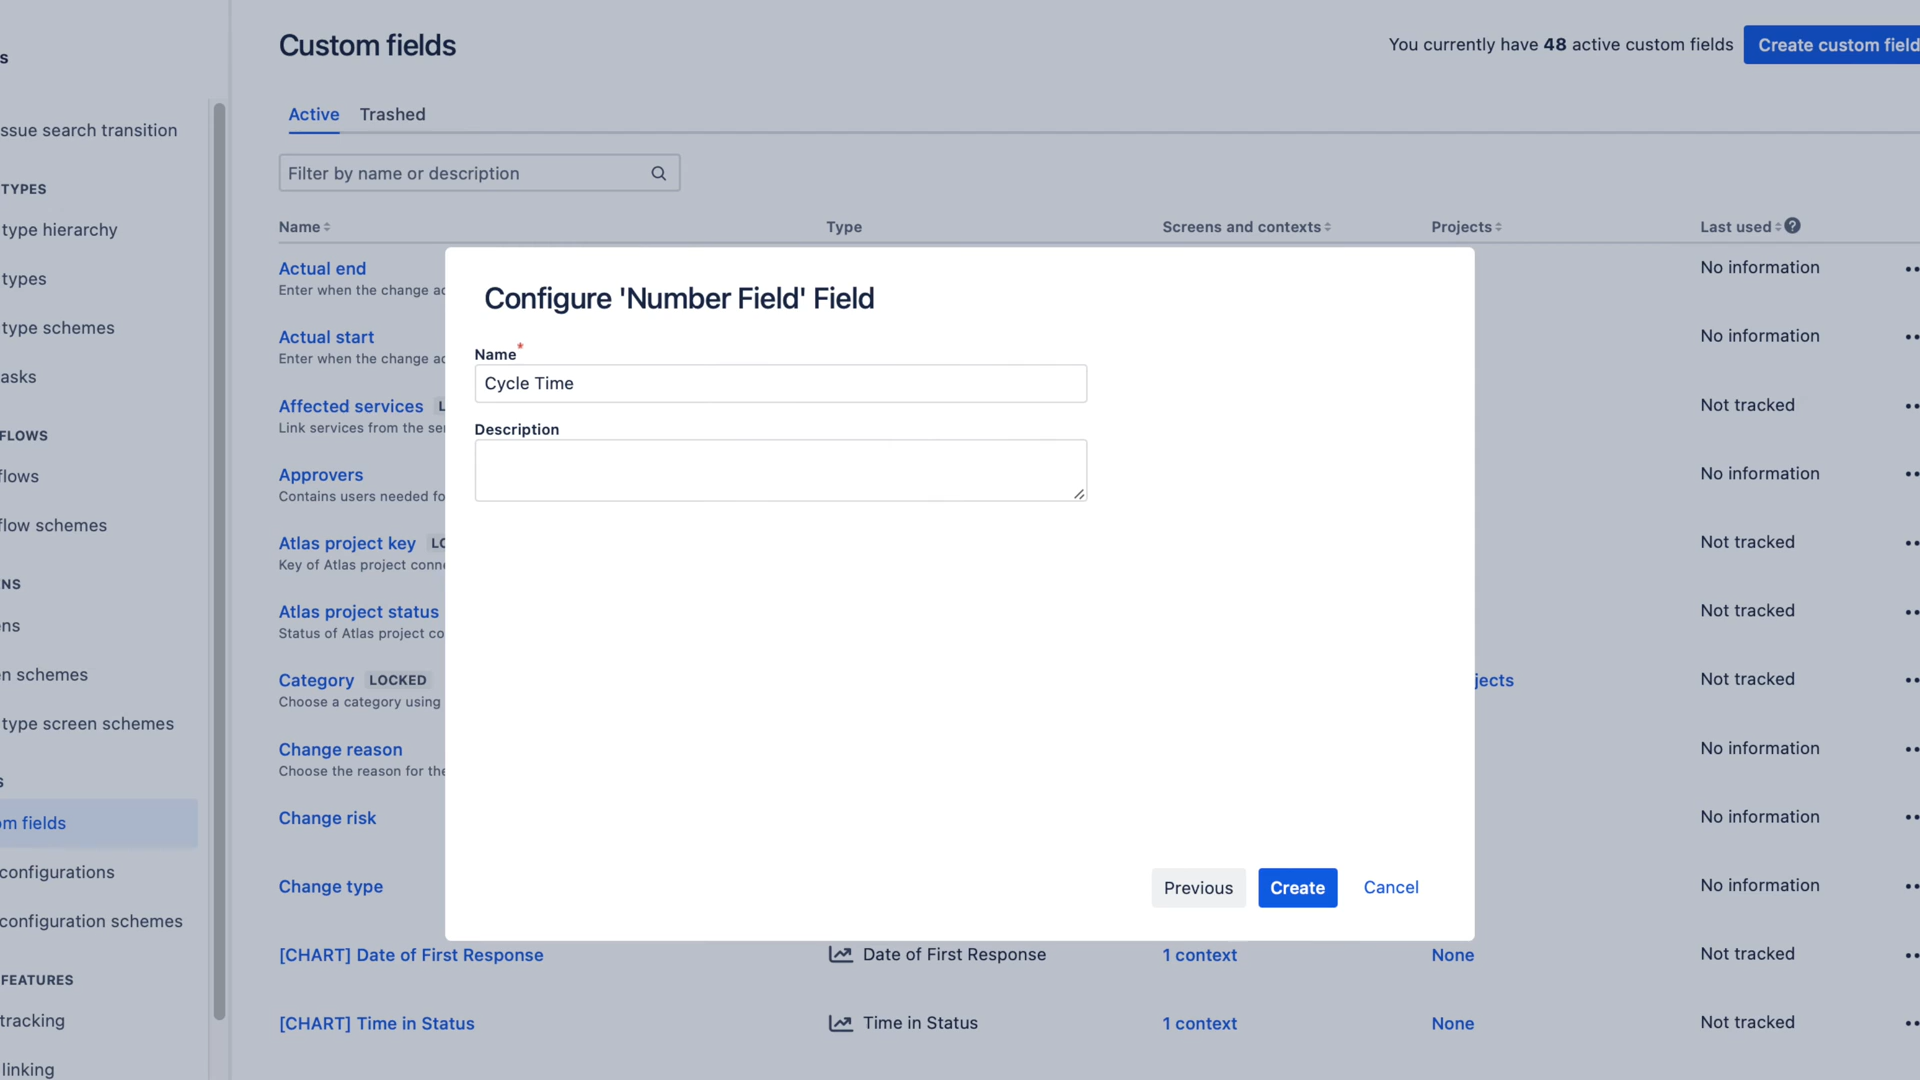 Custom fields
You currently have 48 active custom fields
Create custom field
s
Active Trashed
ssue search transition
Filter by name or description
TYPES
type hierarchy
types
type schemes
asks
FLOWS
flows
flow schemes
NS
ns
n schemes
type screen schemes
S
om fields
configurations
configuration schemes
FEATURES
tracking
linking
Name Type Screens and contexts Projects Last used
Actual end No information
Enter when the change ac
Actual start No information
Enter when the change ac
Affected services L Not tracked
Link services from the ser
Approvers No information
Contains users needed fo
Atlas project key LO Not tracked
Key of Atlas project conne
Atlas project status Not tracked
Status of Atlas project co
Category LOCKED jects Not tracked
Choose a category using
Change reason No information
Choose the reason for the
Change risk No information
Change type No information
[CHART] Date of First Response Date of First Response 1 context None Not tracked
[CHART] Time in Status Time in Status 1 context None Not tracked
Configure 'Number Field' Field
Name*
Cycle Time
Description
Previous Create Cancel